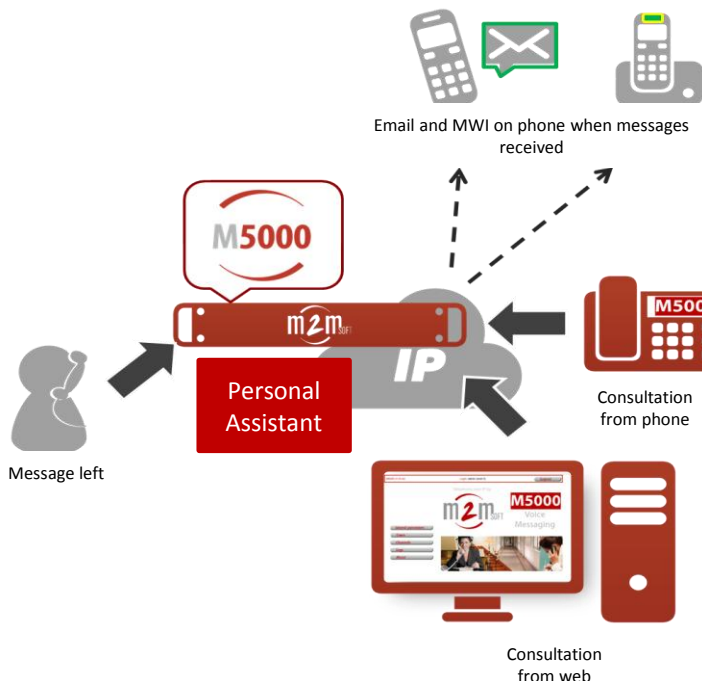 Email and MWI on phone when messages
received
M5000
m2m
SOFT
IP
M500
Personal
Assistant
Consultation
from phone
Message left
m2m
SOFT
M5000
Voice
Messaging
Consultation
from web